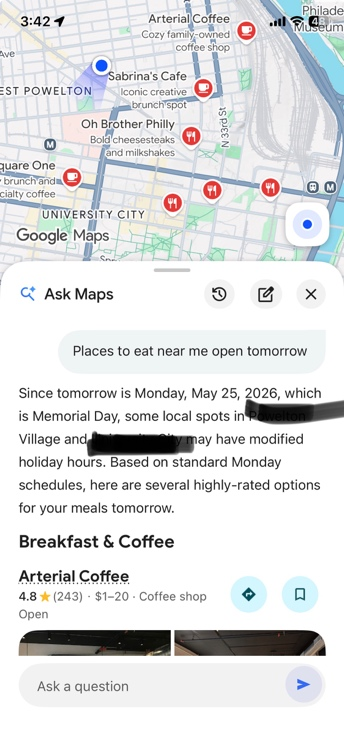 3:42
Arterial Coffee
Cozy family-owned
coffee shop
Philade
Museum
Ave
EST POWELTON
Sabrina's Cafe
Iconic creative
brunch spot
Oh Brother Philly
Bold cheesesteaks
and milkshakes
N 33rd St
M
quare One
y brunch and
cialty coffee
M
UNIVERSITY CITY
Google Maps
Ask Maps
Places to eat near me open tomorrow
Since tomorrow is Monday, May 25, 2026, which
is Memorial Day, some local spots in
Village and may have modified
holiday hours. Based on standard Monday
schedules, here are several highly-rated options
for your meals tomorrow.
Breakfast & Coffee
Arterial Coffee
4.8 ★ (243) · $1–20 · Coffee shop
Open
Ask a question